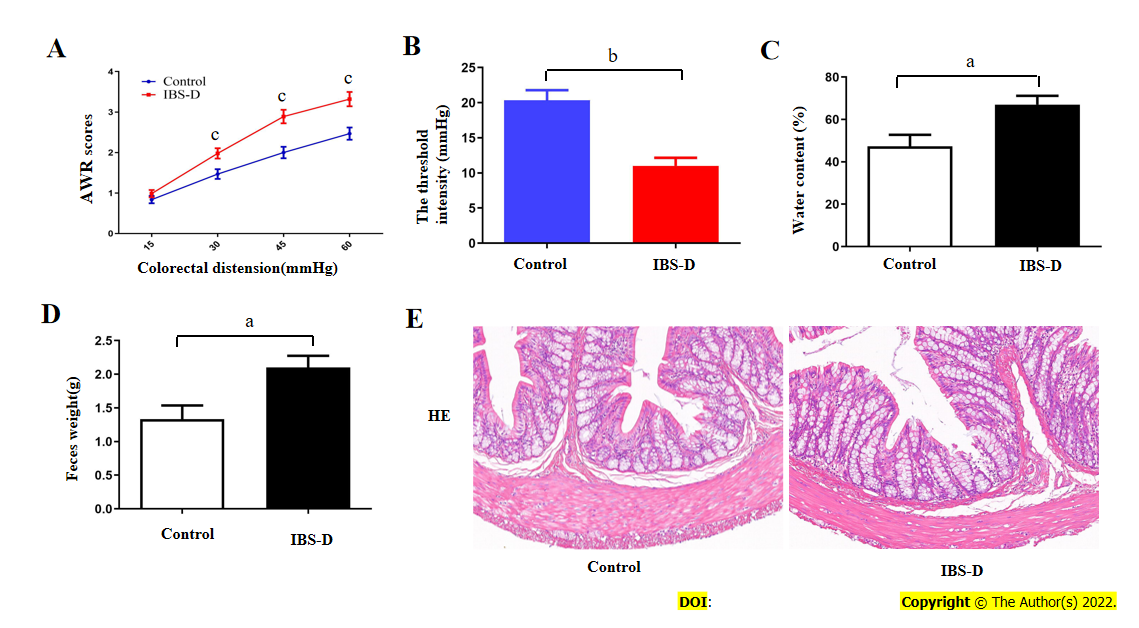 A
AWR scores
4
3
2
1
0
Control
IBS-D
c
c
c
15
30
45
60
Colorectal distension(mmHg)
B
The threshold
intensity (mmHg)
25
20
15
10
5
0
b
Control
IBS-D
C
Water content (%)
80
60
40
20
0
a
Control
IBS-D
D
Feces weight(g)
2.5
2.0
1.5
1.0
0.5
0.0
a
Control
IBS-D
E
HE
Control
IBS-D
DOI:
Copyright © The Author(s) 2022.